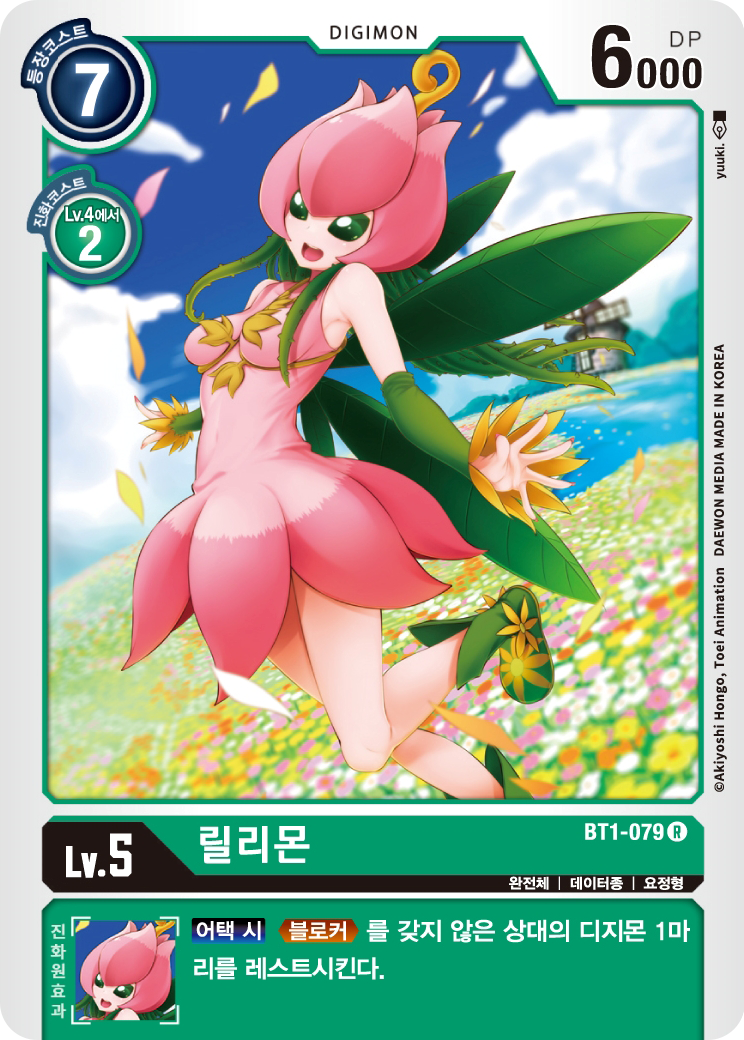 DIGIMON
등장코스트
7
DP
6000
진화코스트
Lv.4에서
2
yuuki.
©Akiyoshi Hongo, Toei Animation DAEWON MEDIA MADE IN KOREA
Lv.5
릴리몬
BT1-079 R
완전체 | 데이터종 | 요정형
진화원효과
어택 시 블로커 를 갖지 않은 상대의 디지몬 1마
리를 레스트시킨다.